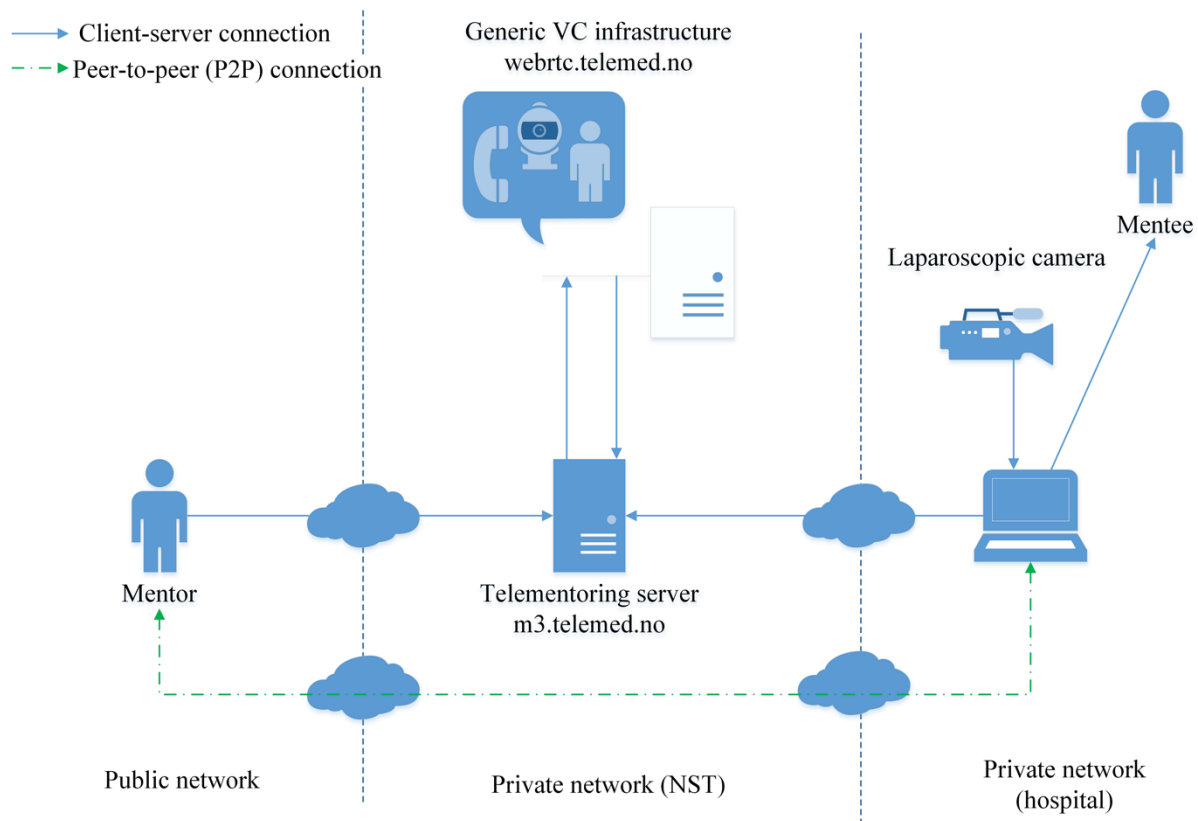 Client-server connection
Peer-to-peer (P2P) connection
Generic VC infrastructure
webrtc.telemed.no
Mentee
Laparoscopic camera
Mentor
Telementoring server
m3.telemed.no
Public network
Private network (NST)
Private network
(hospital)